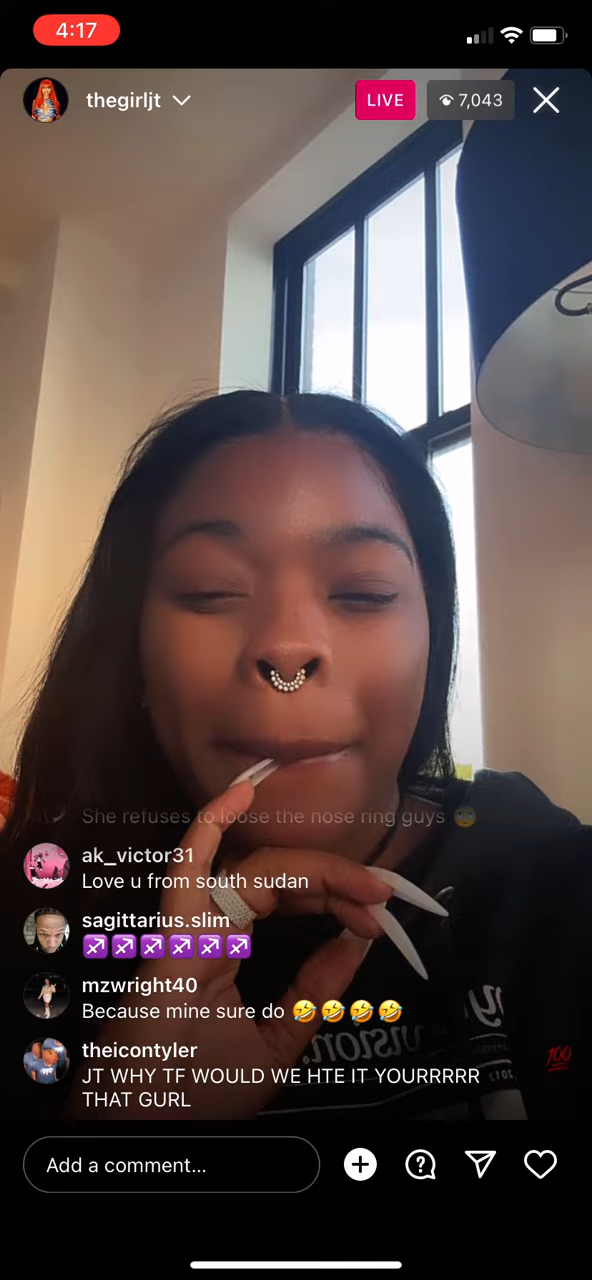 4:17
thegirljt
LIVE
7,043
She refuses to loose the nose ring guys 🙄
ak_victor31
Love u from south sudan
sagittarius.slim
♐♐♐♐♐♐
mzwright40
Because mine sure do 🤣🤣🤣🤣
theicontyler
JT WHY TF WOULD WE HTE IT YOURRRRR
THAT GURL
💯
Add a comment...